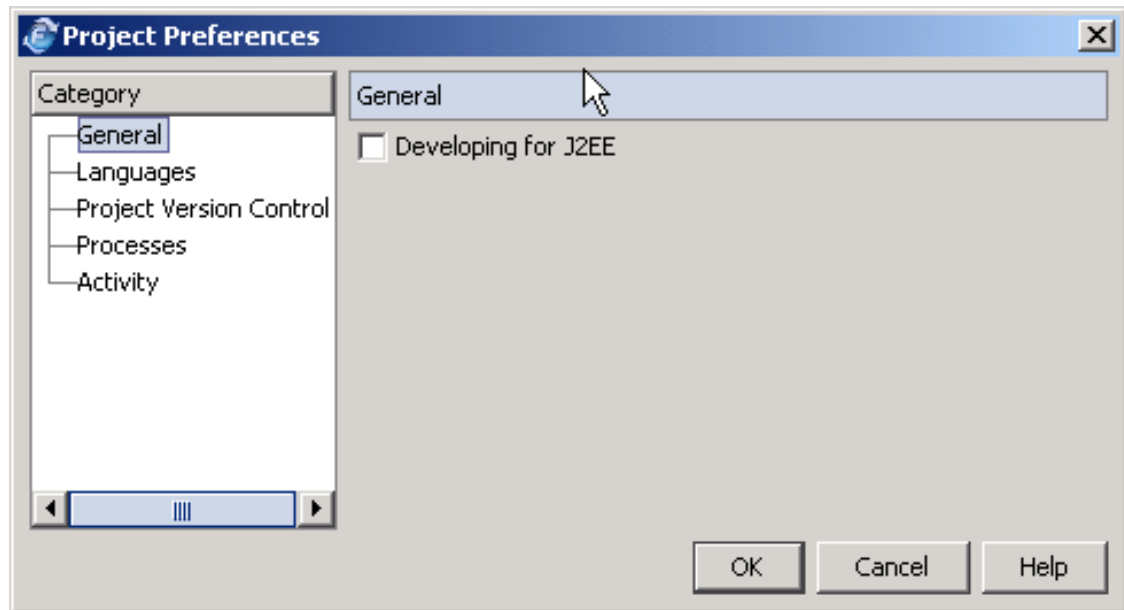 Project Preferences
Category
General
Languages
Project Version Control
Processes
Activity
General
Developing for J2EE
OK
Cancel
Help